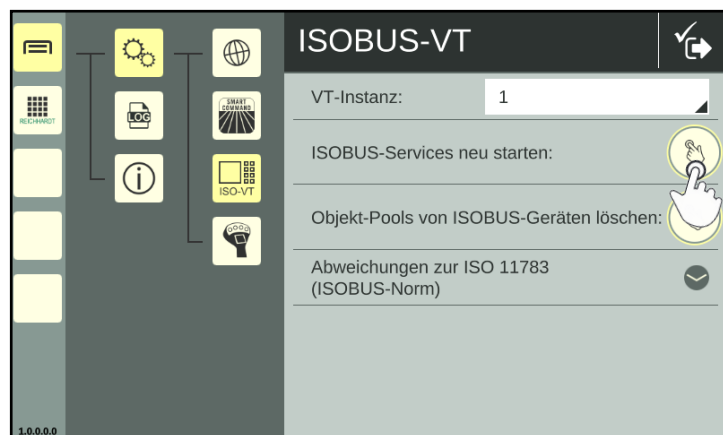 ISOBUS-VT
VT-Instanz:
1
REICHHARDT
LOG
SMART
COMMAND
ISOBUS-Services neu starten:
ISO-VT
Objekt-Pools von ISOBUS-Geräten löschen:
Abweichungen zur ISO 11783
(ISOBUS-Norm)
1.0.0.0.0